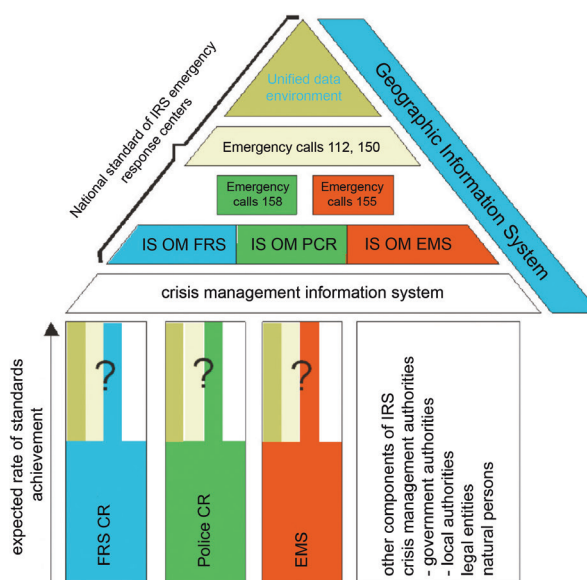 National standard of IRS emergency
response centers
Unified data
environment
Geographic Information System
Emergency calls 112, 150
Emergency
calls 158
Emergency
calls 155
IS OM FRS
IS OM PCR
IS OM EMS
crisis management information system
expected rate of standards
achievement
?
FRS CR
?
Police CR
?
EMS
other components of IRS
crisis management authorities
- government authorities
- local authorities
legal entities
natural persons